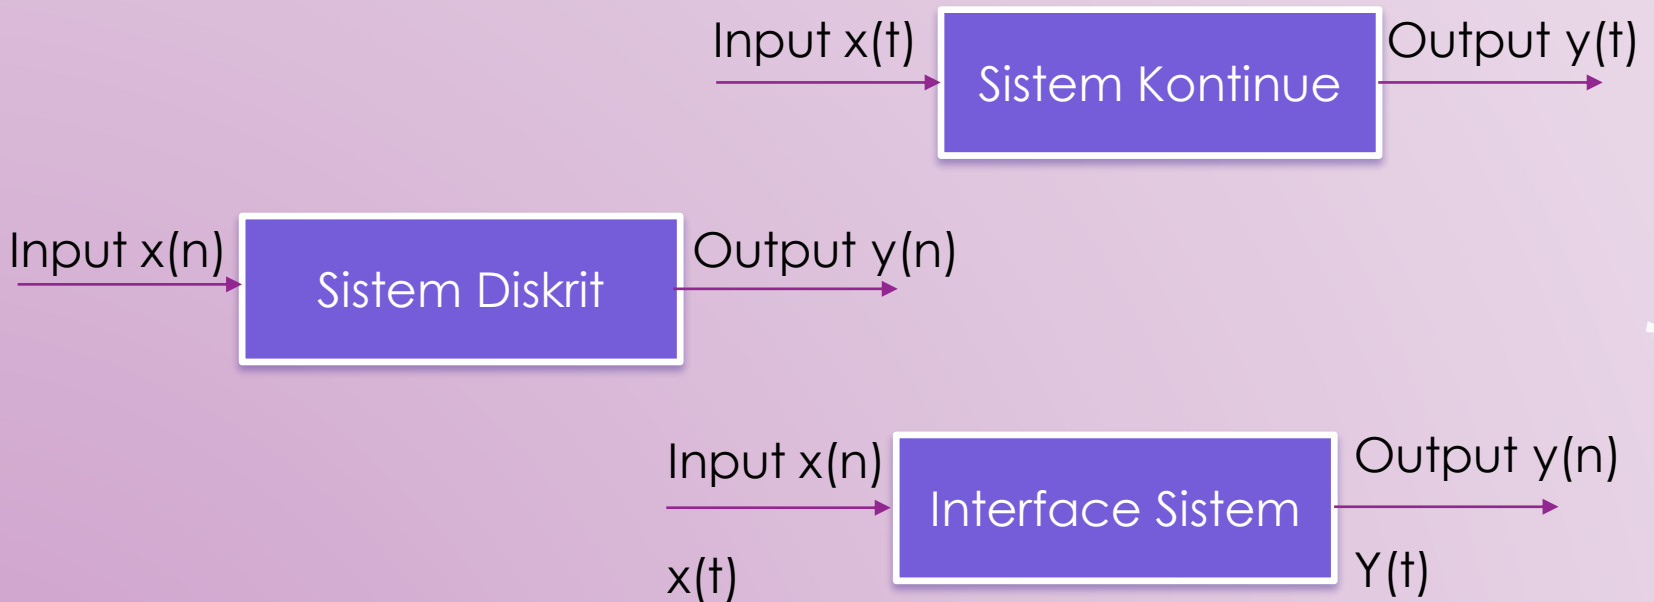 Input x(t)
Sistem Kontinue
Output y(t)
Input x(n)
Sistem Diskrit
Output y(n)
Input x(n)
x(t)
Interface Sistem
Output y(n)
Y(t)